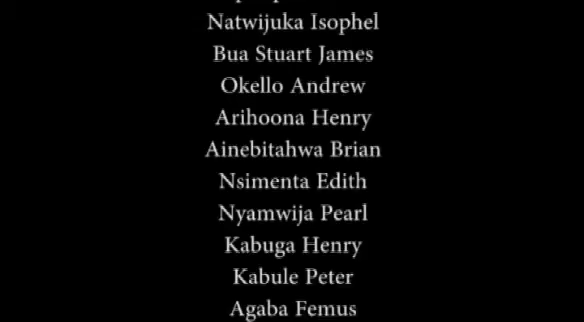 Natwijuka Isophel
Bua Stuart James
Okello Andrew
Arihoona Henry
Ainebitahwa Brian
Nsimenta Edith
Nyamwija Pearl
Kabuga Henry
Kabule Peter
Agaba Femus